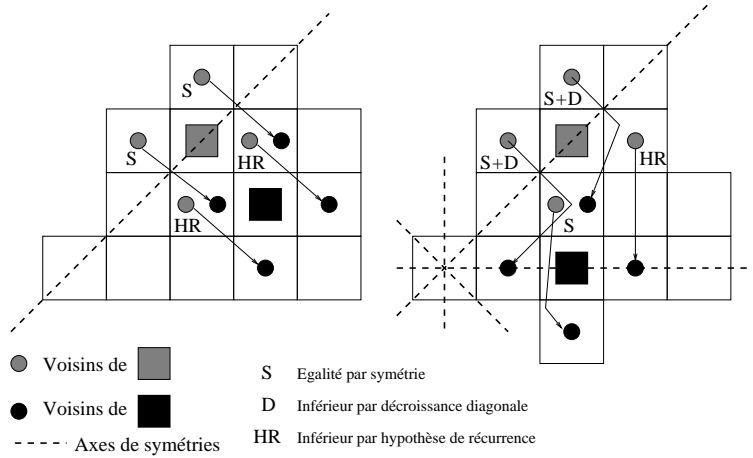 S
S
HR
HR
S+D
S+D
HR
S
Voisins de
Voisins de
Axes de symétries
S Egalité par symétrie
D Inférieur par décroissance diagonale
HR Inférieur par hypothèse de récurrence